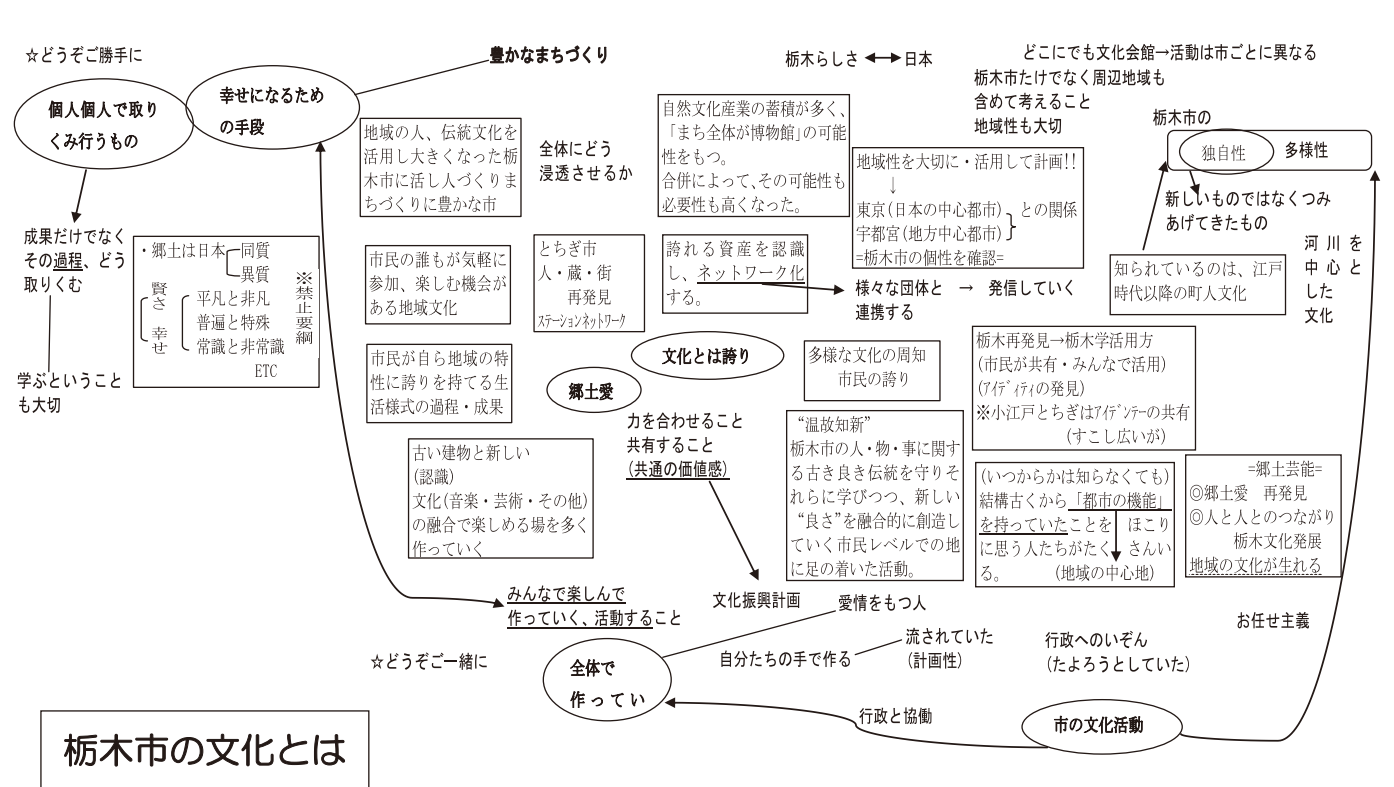 ☆どうぞご勝手に
個人個人で取り
くみ行うもの
幸せになるため
の手段
豊かなまちづくり
栃木らしさ ⟷ 日本
どこにでも文化会館→活動は市ごとに異なる
栃木市たけでなく周辺地域も
含めて考えること
地域性も大切
栃木市の
独自性
多様性
新しいものではなくつみ
あげてきたもの
河川を
中心と
した
文化
地域の人、伝統文化を
活用し大きくなった栃
木市に活し人づくりま
ちづくりに豊かな市
全体にどう
浸透させるか
自然文化産業の蓄積が多く、
「まち全体が博物館」の可能
性をもつ。
合併によって、その可能性も
必要性も高くなった。
地域性を大切に・活用して計画!!
↓
東京(日本の中心都市)
宇都宮(地方中心都市)
}との関係
=栃木市の個性を確認=
知られているのは、江戸
時代以降の町人文化
成果だけでなく
その過程、どう
取りくむ
学ぶということ
も大切
・郷土は日本
同質
異質
賢さ 幸せ
平凡と非凡
普遍と特殊
常識と非常識
ETC
※禁止要綱
市民の誰もが気軽に
参加、楽しむ機会が
ある地域文化
とちぎ市
人・蔵・街
再発見
ステーションネットワーク
誇れる資産を認識
し、ネットワーク化
する。
様々な団体と → 発信していく
連携する
市民が自ら地域の特
性に誇りを持てる生
活様式の過程・成果
文化とは誇り
郷土愛
多様な文化の周知
市民の誇り
栃木再発見→栃木学活用方
(市民が共有・みんなで活用)
(ｱｲﾃﾞｨﾃｨの発見)
※小江戸とちぎはｱｲﾃﾞﾝﾃｰの共有
(すこし広いが)
古い建物と新しい
(認識)
文化(音楽・芸術・その他)
の融合で楽しめる場を多く
作っていく
力を合わせること
共有すること
(共通の価値感)
“温故知新”
栃木市の人・物・事に関す
る古き良き伝統を守りそ
れらに学びつつ、新しい
“良さ”を融合的に創造し
ていく市民レベルでの地
に足の着いた活動。
(いつからかは知らなくても)
結構古くから「都市の機能」
を持っていたことを ほこり
に思う人たちがたく さんい
る。 (地域の中心地)
=郷土芸能=
◎郷土愛 再発見
◎人と人とのつながり
栃木文化発展
地域の文化が生れる
みんなで楽しんで
作っていく、活動すること
文化振興計画
愛情をもつ人
☆どうぞご一緒に
全体で
作ってい
自分たちの手で作る
流されていた
(計画性)
行政へのいぞん
(たよろうとしていた)
お任せ主義
行政と協働
市の文化活動
栃木市の文化とは